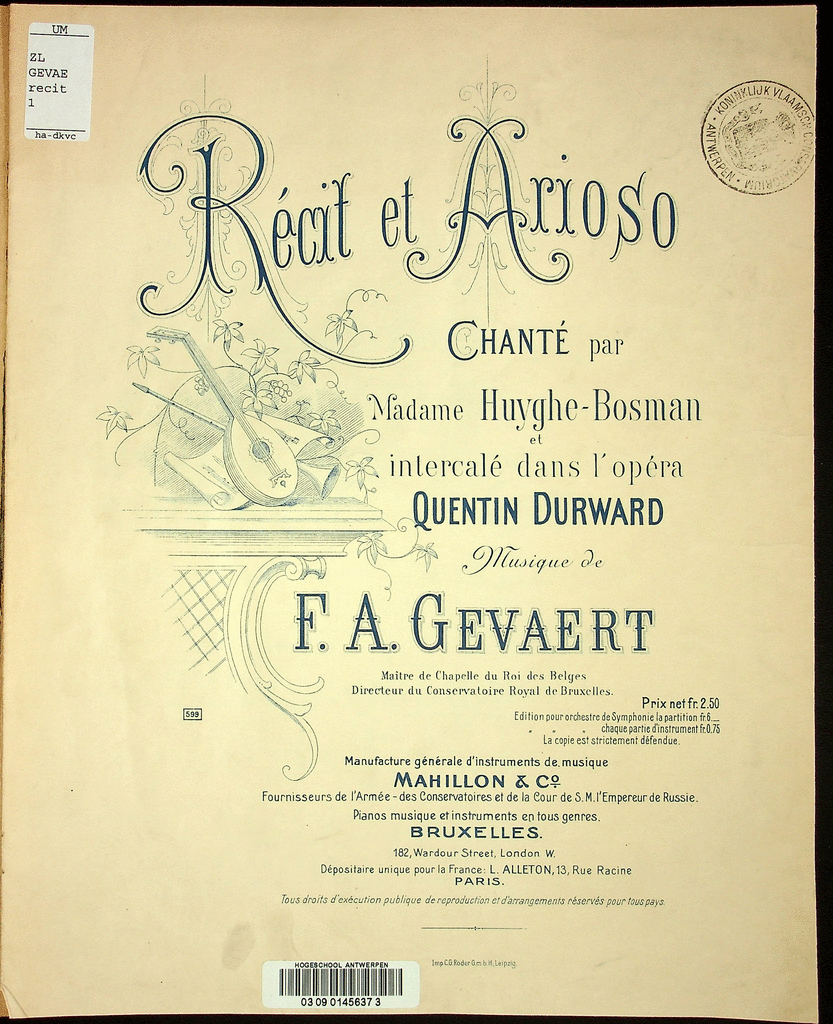 UM
ZL
GEVAE
recit
1
ha-dkvc
KONINKLIJK VLAAMSCH CONSERVATORIUM • ANTWERPEN •
Récit et Arioso
CHANTÉ par
Madame Huyghe-Bosman
et
intercalé dans l'opéra
QUENTIN DURWARD
Musique de
F. A. GEVAERT
Maître de Chapelle du Roi des Belges
Directeur du Conservatoire Royal de Bruxelles.
599
Prix net fr. 2.50
Edition pour orchestre de Symphonie la partition fr. 6.—
" " " chaque partie d'instrument fr. 0.75
La copie est strictement défendue.
Manufacture générale d'instruments de musique
MAHILLON & Co.
Fournisseurs de l'Armée - des Conservatoires et de la Cour de S. M. l'Empereur de Russie.
Pianos musique et instruments en tous genres.
BRUXELLES.
182, Wardour Street, London W.
Dépositaire unique pour la France: L. ALLETON, 13, Rue Racine
PARIS.
Tous droits d'exécution publique de reproduction et d'arrangements réservés pour tous pays.
Imp. C.G. Röder G.m.b.H., Leipzig.
HOGESCHOOL ANTWERPEN
03 09 0145637 3